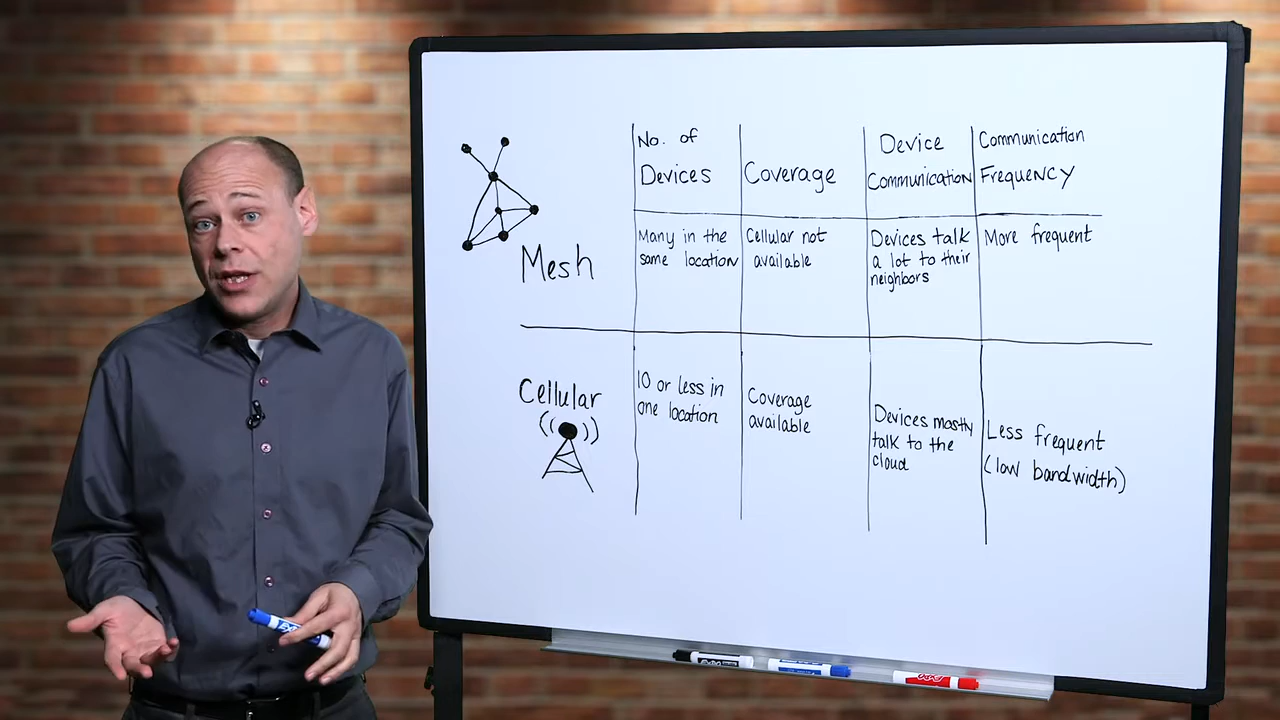 No. of
Devices
Coverage
Device
Communication
Communication
Frequency
Mesh
Many in the
same location
Cellular not
available
Devices talk
a lot to their
neighbors
More frequent
Cellular
10 or less in
one location
Coverage
available
Devices mostly
talk to the
cloud
Less frequent
(low bandwidth)